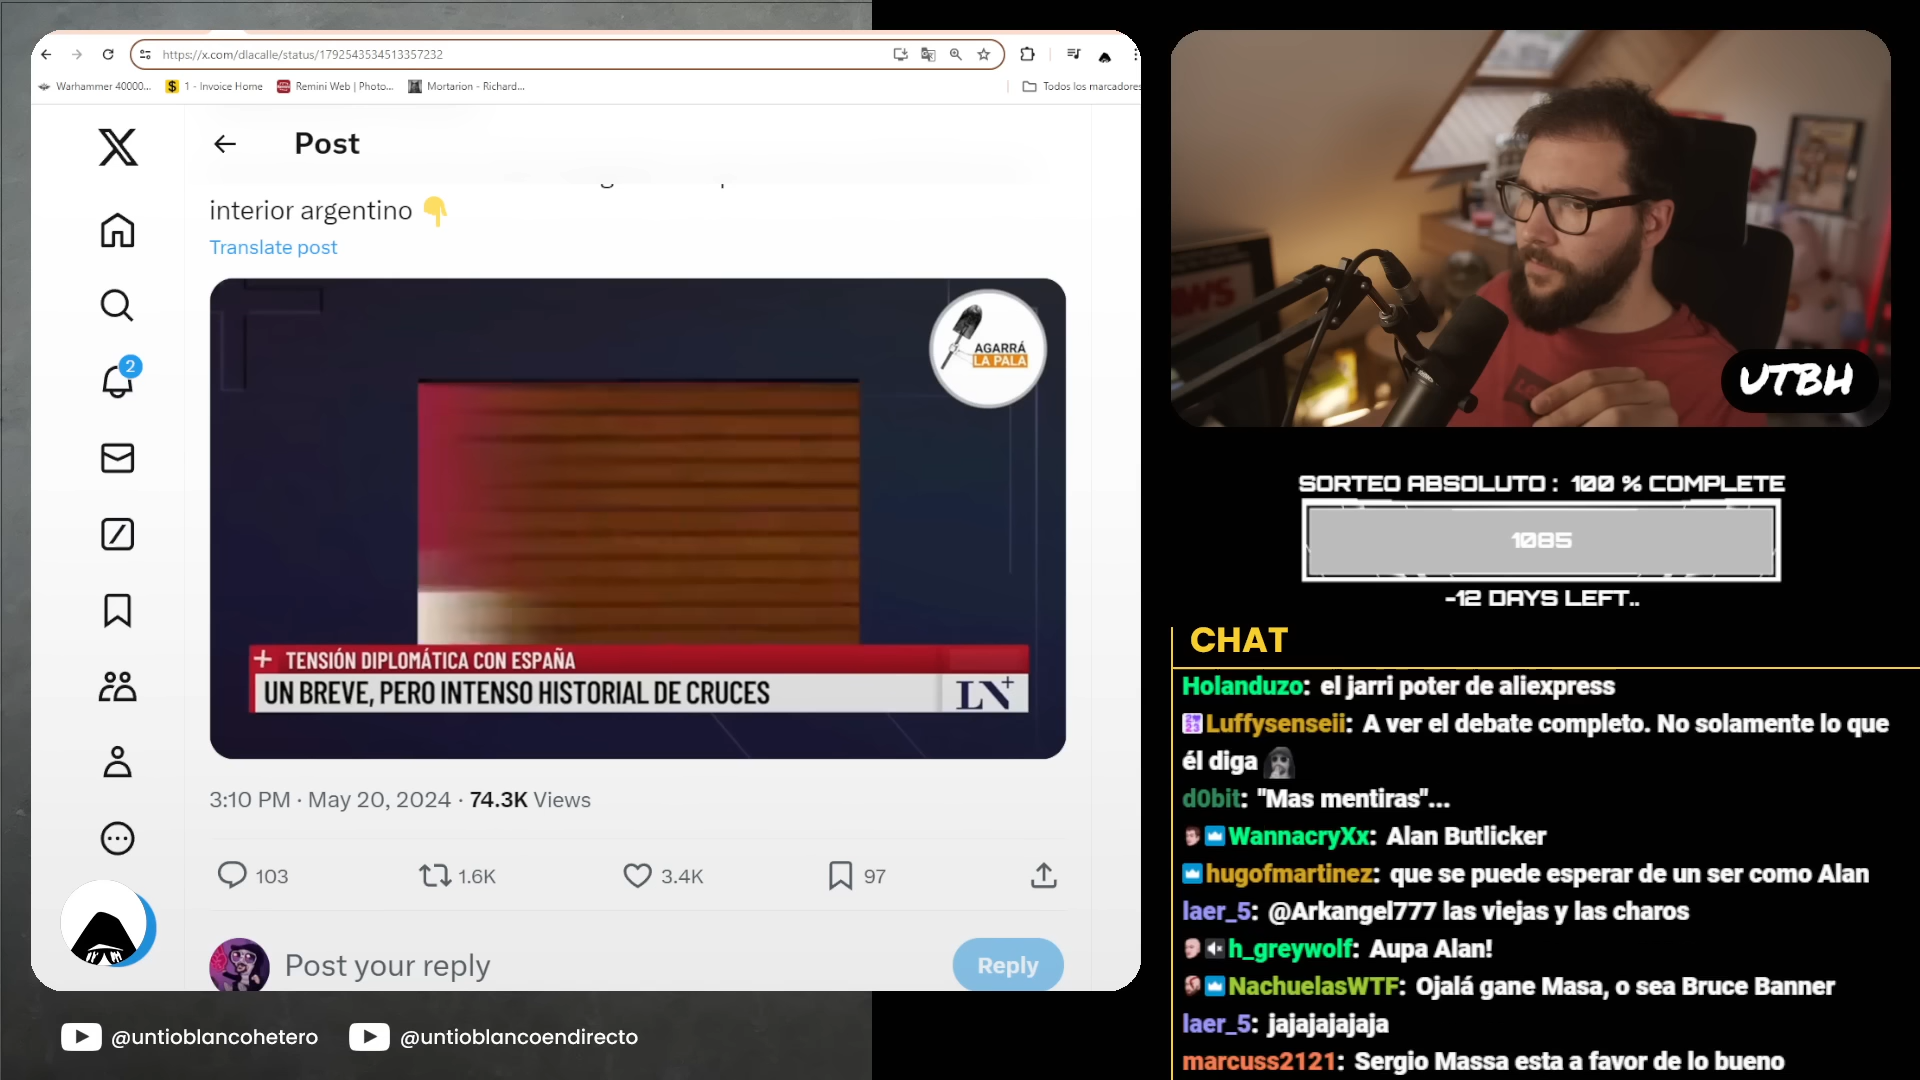 https://x.com/dlacalle/status/1792543534513357232
Warhammer 40000...
1 - Invoice Home
Remini Web | Photo...
Mortarion - Richard...
Todos los marcadores
Post
interior argentino
Translate post
2
AGARRÁ
LA PALA
TENSIÓN DIPLOMÁTICA CON ESPAÑA
UN BREVE, PERO INTENSO HISTORIAL DE CRUCES
LN+
3:10 PM · May 20, 2024 · 74.3K Views
103
1.6K
3.4K
97
Post your reply
Reply
@untioblancohetero
@untioblancoendirecto
UTBH
SORTEO ABSOLUTO : 100 % COMPLETE
1085
-12 DAYS LEFT..
CHAT
Holanduzo: el jarri poter de aliexpress
Luffysenseii: A ver el debate completo. No solamente lo que
él diga
d0bit: "Mas mentiras"...
WannacryXx: Alan Butlicker
hugofmartinez: que se puede esperar de un ser como Alan
laer_5: @Arkangel777 las viejas y las charos
h_greywolf: Aupa Alan!
NachuelasWTF: Ojalá gane Masa, o sea Bruce Banner
laer_5: jajajajajaja
marcuss2121: Sergio Massa esta a favor de lo bueno